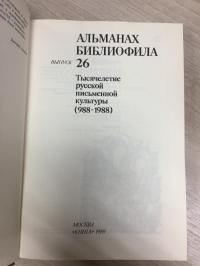 АЛЬМАНАХ
БИБЛИОФИЛА
ВЫПУСК 26
Тысячелетие
русской
письменной
культуры
(988-1988)
МОСКВА
«КНИГА» 1989